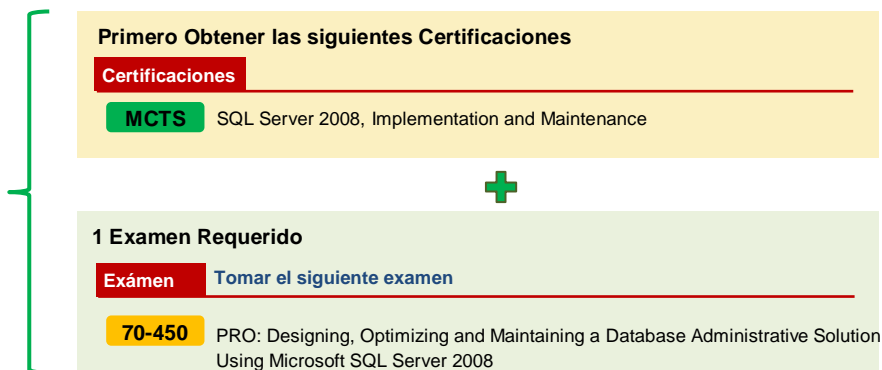 Primero Obtener las siguientes Certificaciones
Certificaciones
MCTS SQL Server 2008, Implementation and Maintenance
1 Examen Requerido
Exámen Tomar el siguiente examen
70-450 PRO: Designing, Optimizing and Maintaining a Database Administrative Solution
Using Microsoft SQL Server 2008